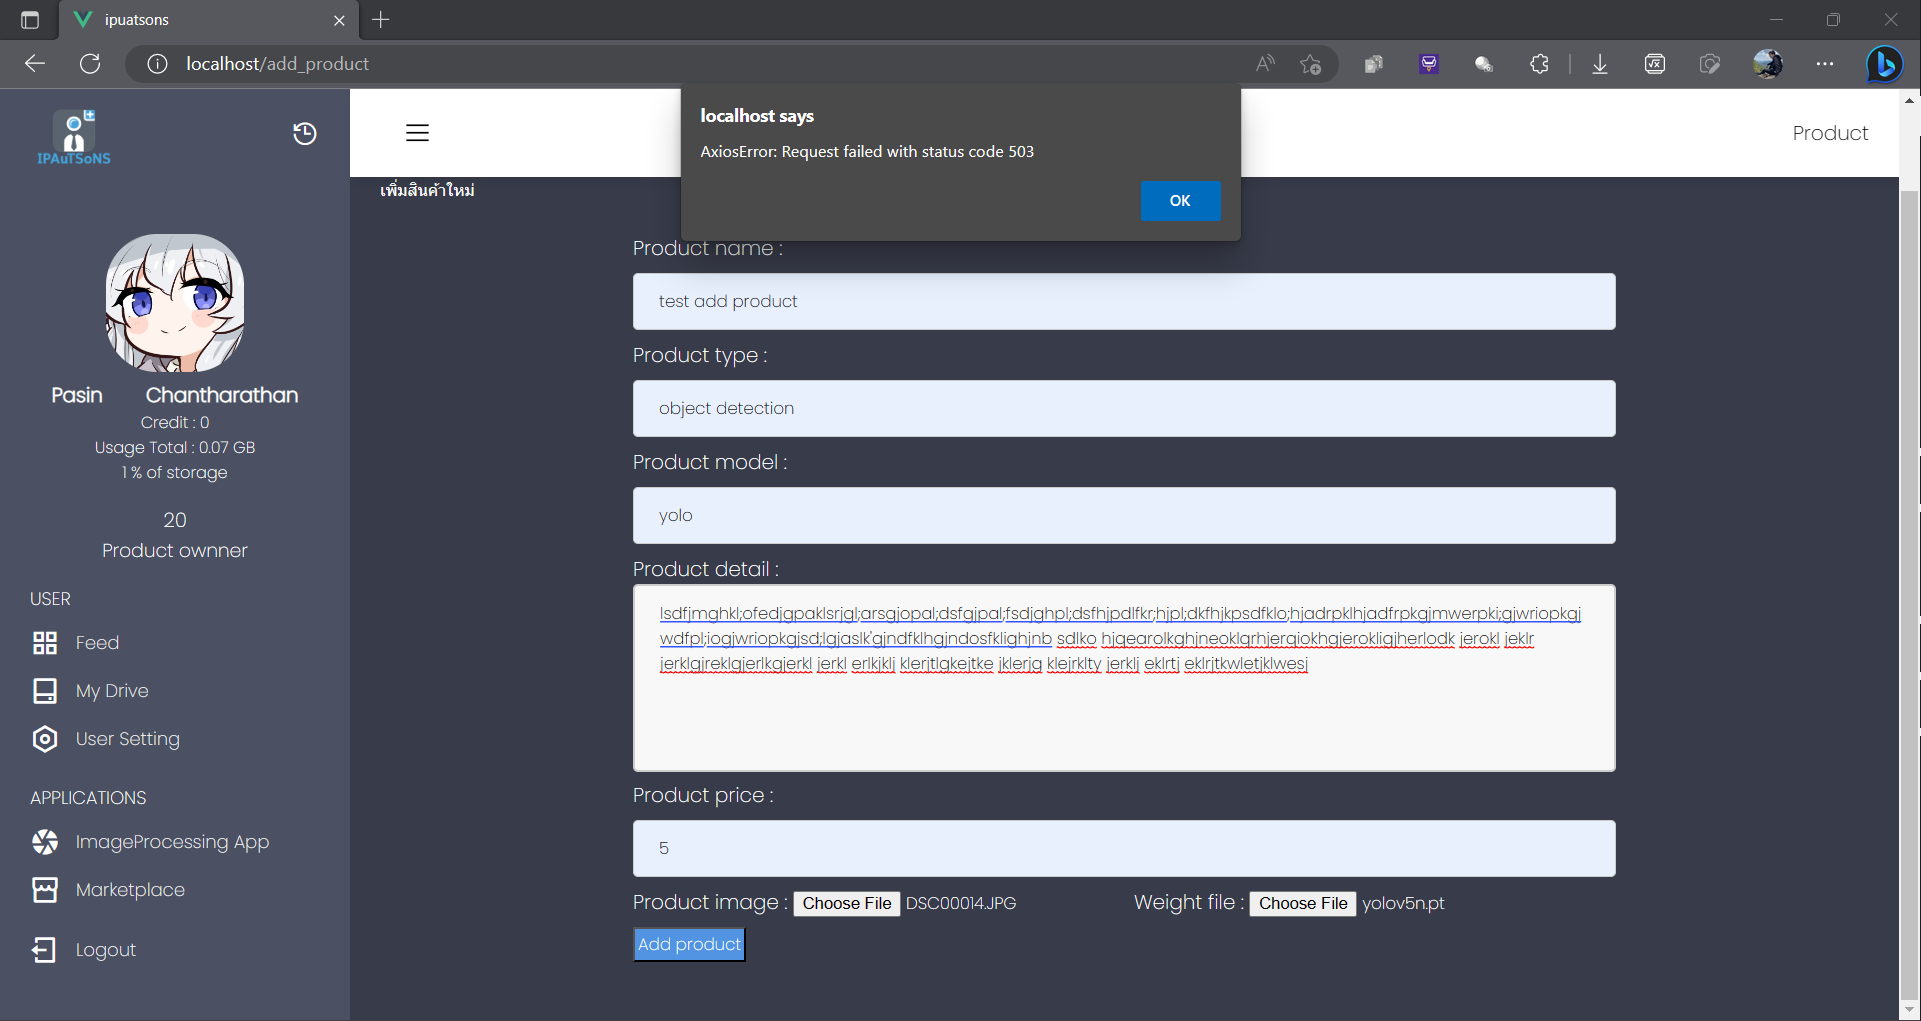 ipuatsons
localhost/add_product
IPAuTSoNS
localhost says
AxiosError: Request failed with status code 503
OK
Product
เพิ่มสินค้าใหม่
Pasin Chantharathan
Credit : 0
Usage Total : 0.07 GB
1 % of storage
20
Product ownner
USER
Feed
My Drive
User Setting
APPLICATIONS
ImageProcessing App
Marketplace
Logout
Product name :
test add product
Product type :
object detection
Product model :
yolo
Product detail :
lsdfjmghkl;ofedjgpaklsrjgl;arsgjopal;dsfgjpal;fsdjghpl;dsfhjpdlfkr;hjpl;dkfhjkpsdfklo;hjadrpklhjadfrpkgjmwerpki;gjwriopkgj
wdfpl;iogjwriopkgjsd;lgjaslk'gjndfklhgjndosfklighjnb sdlko hjgearolkghjneoklgrhjergiokhgjerokligjherlodk jerokl jeklr
jerklgjreklgjerlkgjerkl jerkl erlkjklj klerjtlgkejtke jklerjg klejrklty jerklj eklrtj eklrjtkwletjklwesj
Product price :
5
Product image : Choose File DSC00014.JPG Weight file : Choose File yolov5n.pt
Add product